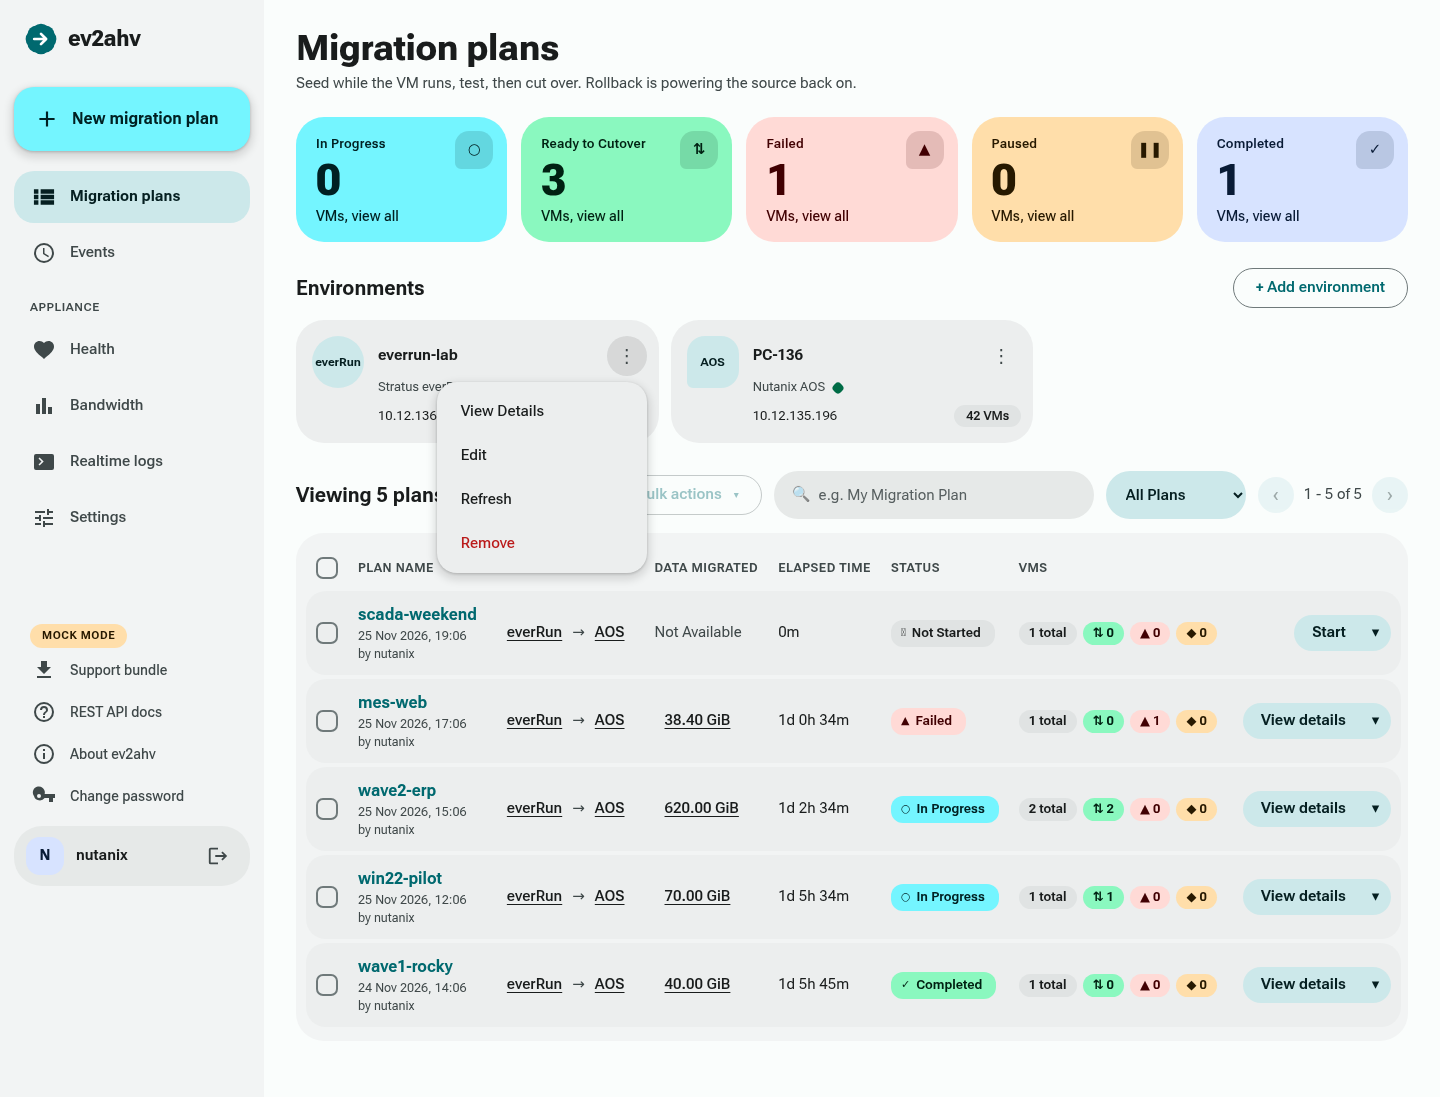 ev2ahv
New migration plan
Migration plans
Events
APPLIANCE
Health
Bandwidth
Realtime logs
Settings
MOCK MODE
Support bundle
REST API docs
About ev2ahv
Change password
N nutanix
Migration plans
Seed while the VM runs, test, then cut over. Rollback is powering the source back on.
In Progress
0
VMs, view all
Ready to Cutover
3
VMs, view all
Failed
1
VMs, view all
Paused
0
VMs, view all
Completed
1
VMs, view all
Environments
+ Add environment
everRun
everrun-lab
Stratus
10.12.136
AOS
PC-136
Nutanix AOS
10.12.135.196
42 VMs
View Details
Edit
Refresh
Remove
Viewing 5 plans
actions
e.g. My Migration Plan
All Plans
‹ 1 - 5 of 5 ›
PLAN NAME DATA MIGRATED ELAPSED TIME STATUS VMS
scada-weekend
25 Nov 2026, 19:06
by nutanix
everRun → AOS Not Available 0m Not Started 1 total ⇅ 0 ▲ 0 ◆ 0 Start ▾
mes-web
25 Nov 2026, 17:06
by nutanix
everRun → AOS 38.40 GiB 1d 0h 34m ▲ Failed 1 total ⇅ 0 ▲ 1 ◆ 0 View details ▾
wave2-erp
25 Nov 2026, 15:06
by nutanix
everRun → AOS 620.00 GiB 1d 2h 34m ○ In Progress 2 total ⇅ 2 ▲ 0 ◆ 0 View details ▾
win22-pilot
25 Nov 2026, 12:06
by nutanix
everRun → AOS 70.00 GiB 1d 5h 34m ○ In Progress 1 total ⇅ 1 ▲ 0 ◆ 0 View details ▾
wave1-rocky
24 Nov 2026, 14:06
by nutanix
everRun → AOS 40.00 GiB 1d 5h 45m ✓ Completed 1 total ⇅ 0 ▲ 0 ◆ 0 View details ▾